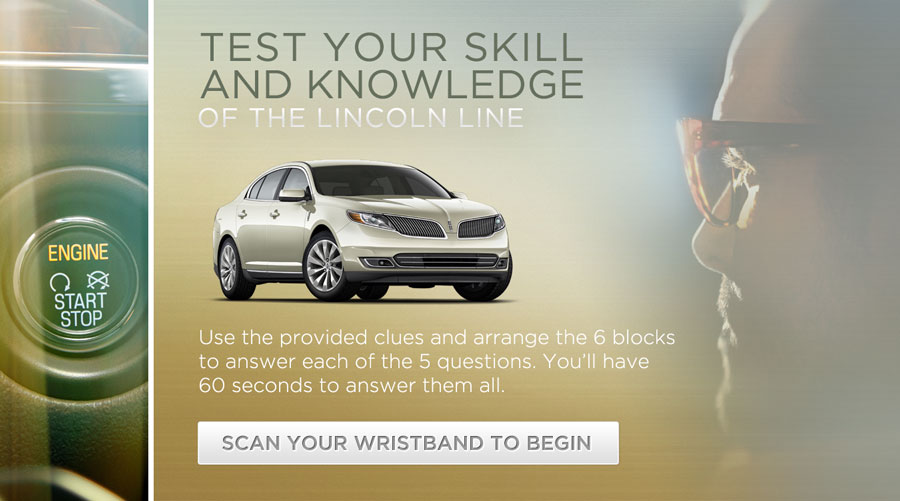 ENGINE
START
STOP
TEST YOUR SKILL
AND KNOWLEDGE
OF THE LINCOLN LINE
Use the provided clues and arrange the 6 blocks
to answer each of the 5 questions. You’ll have
60 seconds to answer them all.
SCAN YOUR WRISTBAND TO BEGIN